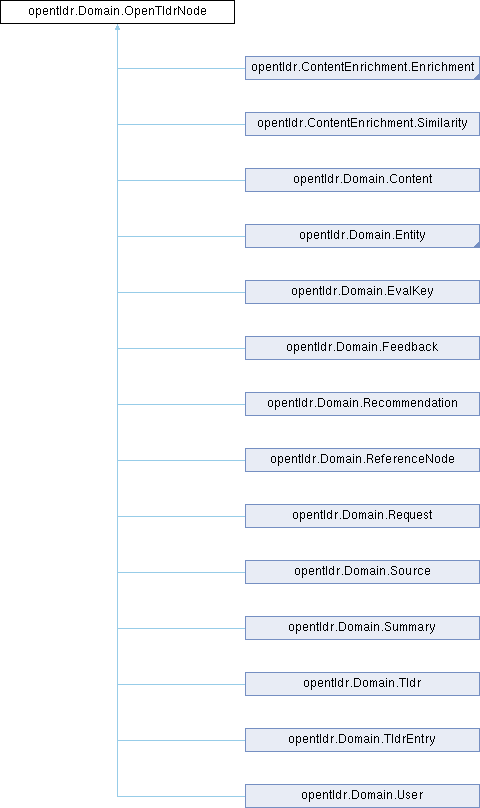 opentldr.Domain.OpenTldrNode
opentldr.ContentEnrichment.Enrichment
opentldr.ContentEnrichment.Similarity
opentldr.Domain.Content
opentldr.Domain.Entity
opentldr.Domain.EvalKey
opentldr.Domain.Feedback
opentldr.Domain.Recommendation
opentldr.Domain.ReferenceNode
opentldr.Domain.Request
opentldr.Domain.Source
opentldr.Domain.Summary
opentldr.Domain.Tldr
opentldr.Domain.TldrEntry
opentldr.Domain.User